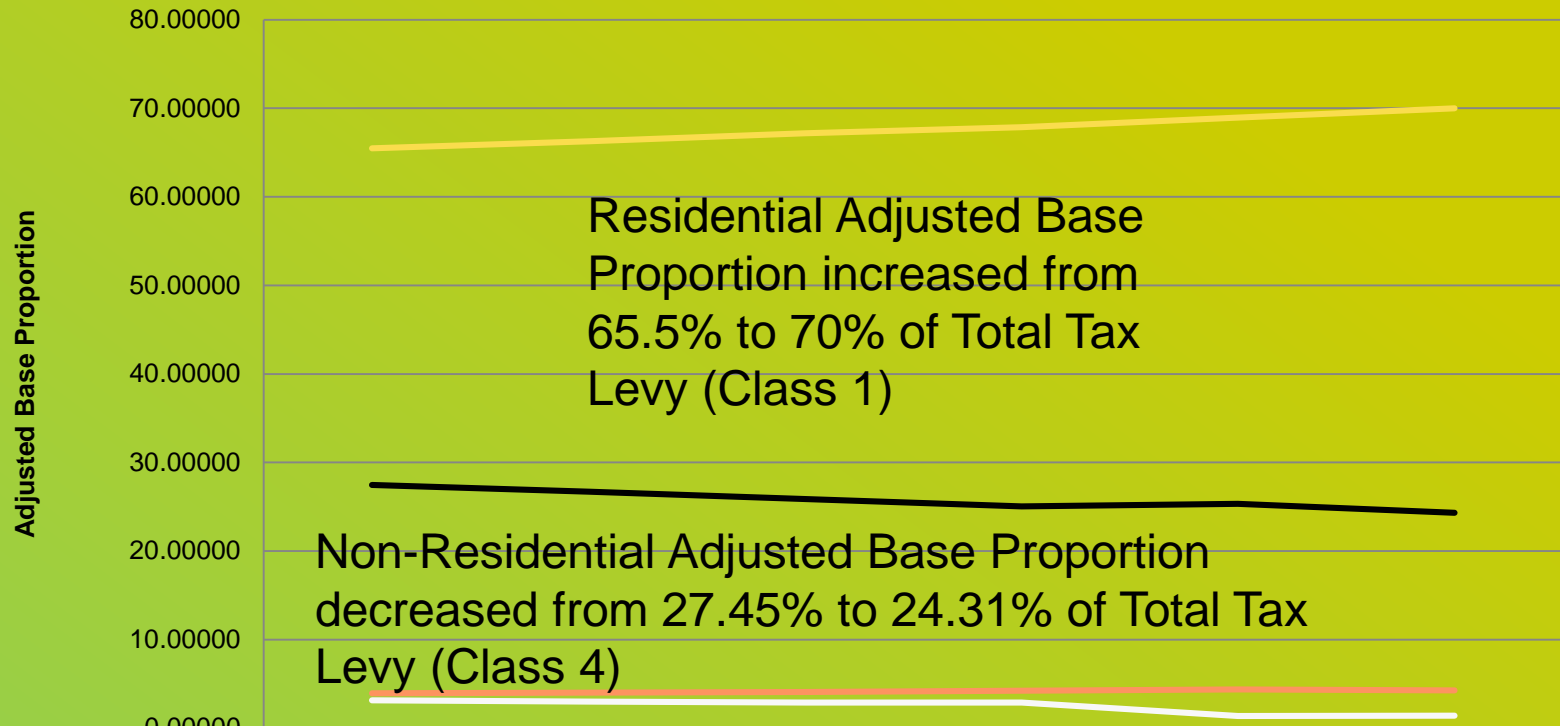 80.00000
70.00000
60.00000
50.00000
40.00000
30.00000
20.00000
10.00000
0.00000
Adjusted Base Proportion
Residential Adjusted Base
Proportion increased from
65.5% to 70% of Total Tax
Levy (Class 1)
Non-Residential Adjusted Base Proportion
decreased from 27.45% to 24.31% of Total Tax
Levy (Class 4)